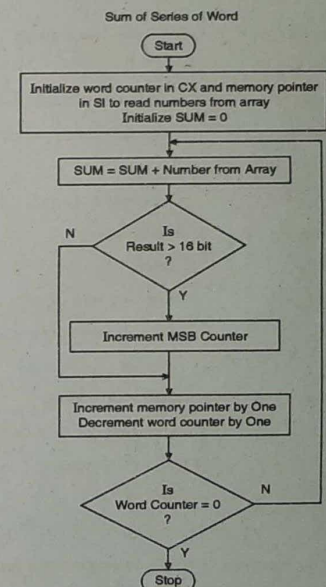 Sum of Series of Word
Start
Initialize word counter in CX and memory pointer
in SI to read numbers from array
Initialize SUM = 0
SUM = SUM + Number from Array
Is
Result > 16 bit
?
N
Y
Increment MSB Counter
Increment memory pointer by One
Decrement word counter by One
Is
Word Counter = 0
?
N
Y
Stop